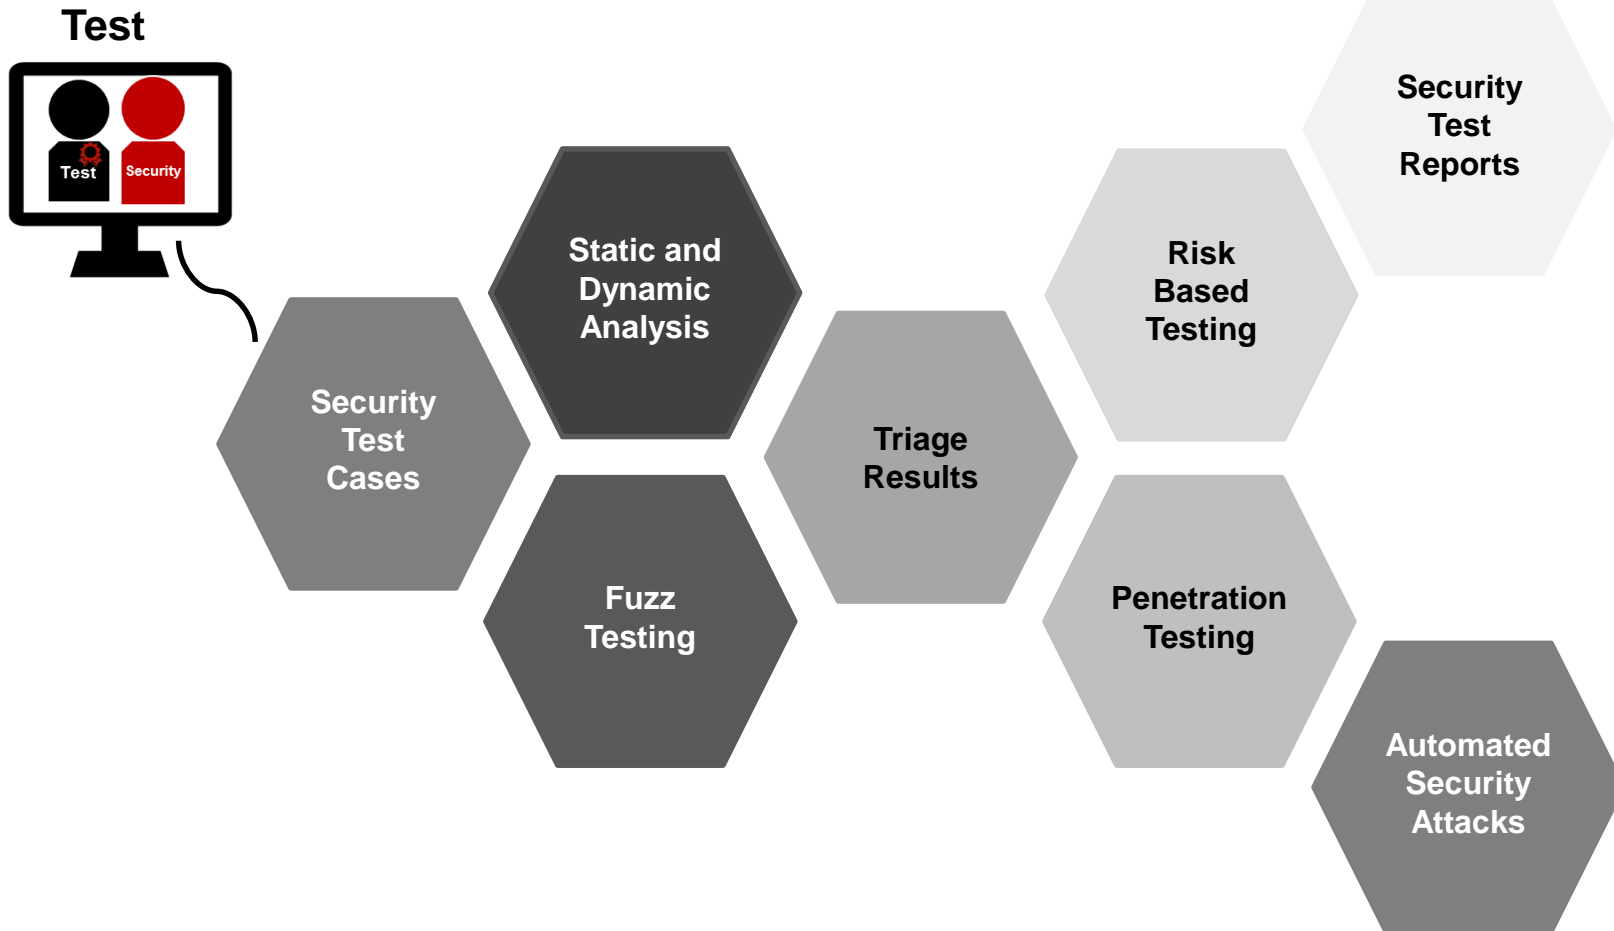 Test
Test
Security
Security
Test
Cases
Static and
Dynamic
Analysis
Fuzz
Testing
Triage
Results
Risk
Based
Testing
Penetration
Testing
Security
Test
Reports
Automated
Security
Attacks